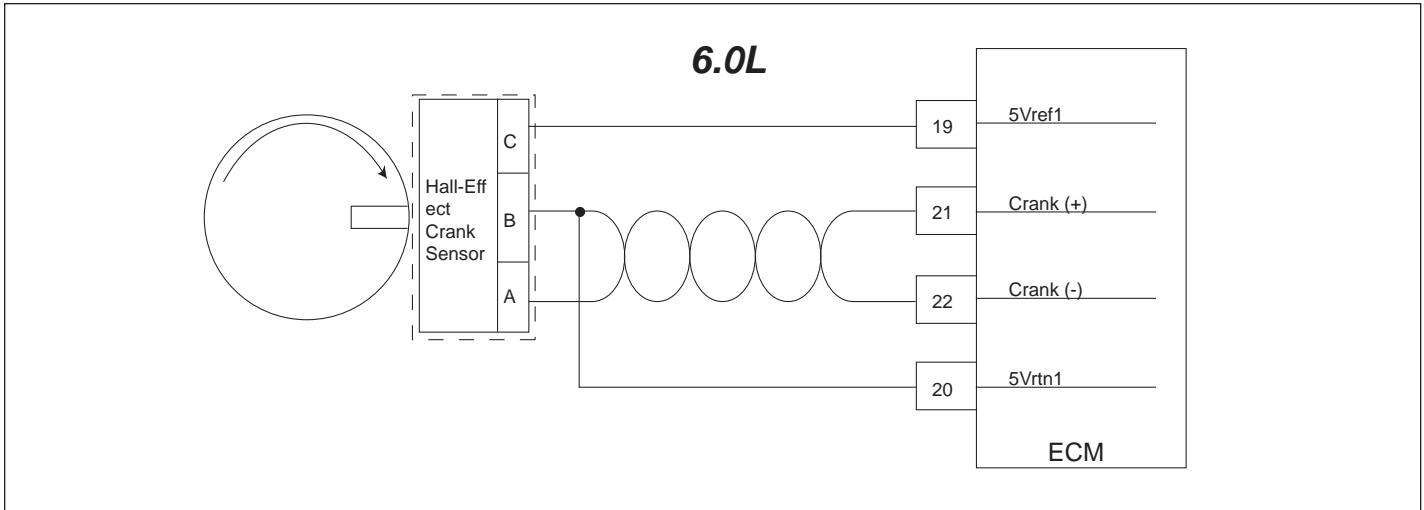 6.0L
Hall-Eff
ect
Crank
Sensor
C
B
A
19
5Vref1
21
Crank (+)
22
Crank (-)
20
5Vrtn1
ECM